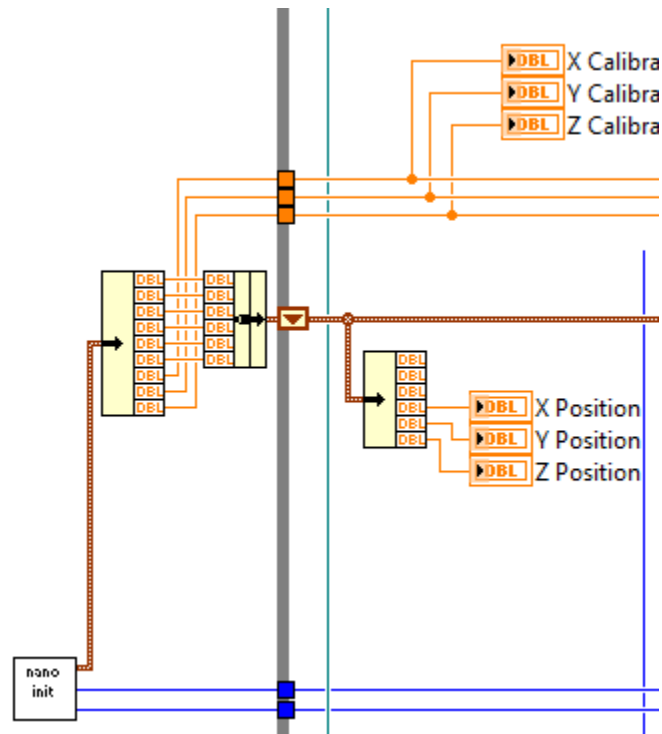 DBL X Calibra
DBL Y Calibra
DBL Z Calibra
DBL DBL
DBL DBL
DBL DBL
DBL DBL
DBL DBL
DBL DBL
DBL
DBL
DBL
DBL
DBL
DBL
DBL DBL X Position
DBL DBL Y Position
DBL DBL Z Position
nano
init